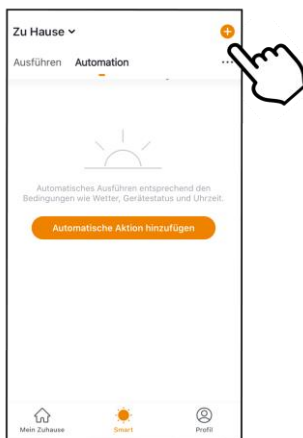 Zu Hause
Ausführen Automation ...
Automatisches Ausführen entsprechend den
Bedingungen wie Wetter, Gerätestatus und Uhrzeit.
Automatische Aktion hinzufügen
Mein Zuhause Smart Profil